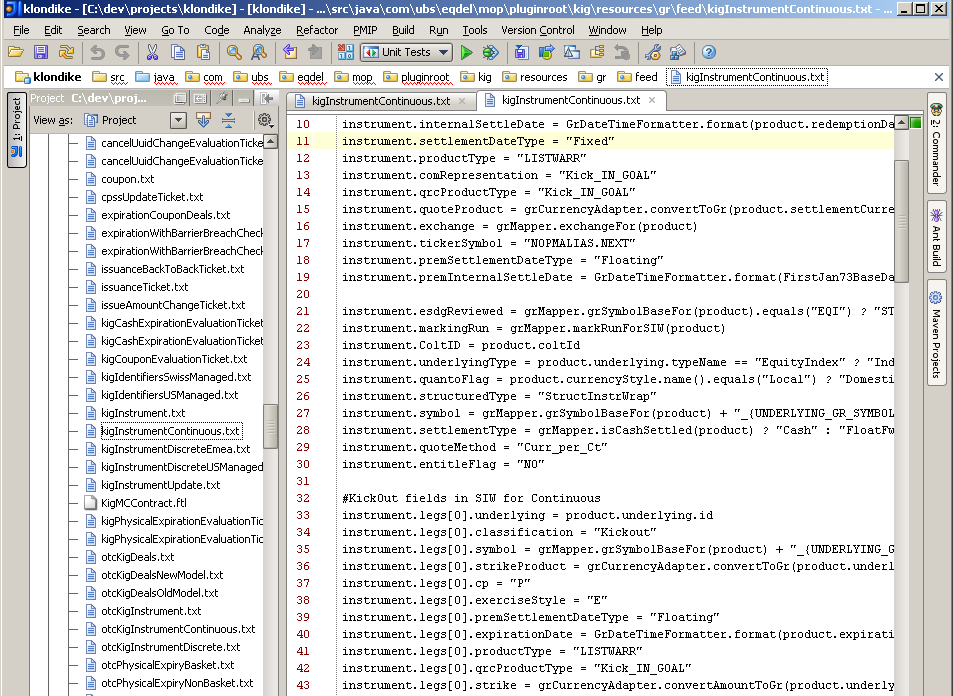 klondike - [C:\dev\projects\klondike] - [klondike] - ...\src\java\com\ubs\eqdel\mop\pluginroot\kig\resources\gr\feed\kigInstrumentContinuous.txt - ...
File Edit Search View Go To Code Analyze Refactor PMIP Build Run Tools Version Control Window Help
Unit Tests
klondike src java com ubs eqdel mop pluginroot kig resources gr feed kigInstrumentContinuous.txt
1: Project
Project C:\dev\proj...
View as: Project
cancelUuidChangeEvaluationTicke
cancelUuidChangeEvaluationTicke
coupon.txt
cpssUpdateTicket.txt
expirationCouponDeals.txt
expirationWithBarrierBreachCheck
expirationWithBarrierBreachCheck
issuanceBackToBackTicket.txt
issuanceTicket.txt
issueAmountChangeTicket.txt
kigCashExpirationEvaluationTicket
kigCashExpirationEvaluationTicket
kigCouponEvaluationTicket.txt
kigIdentifiersSwissManaged.txt
kigIdentifiersUSManaged.txt
kigInstrument.txt
kigInstrumentContinuous.txt
kigInstrumentDiscreteEmea.txt
kigInstrumentDiscreteUSManaged
kigInstrumentUpdate.txt
KigMCContract.ftl
kigPhysicalExpirationEvaluationTic
kigPhysicalExpirationEvaluationTic
otcKigDeals.txt
otcKigDealsNewModel.txt
otcKigDealsOldModel.txt
otcKigInstrument.txt
otcKigInstrumentContinuous.txt
otcKigInstrumentDiscrete.txt
otcPhysicalExpiryBasket.txt
otcPhysicalExpiryNonBasket.txt
kigInstrumentContinuous.txt kigInstrumentContinuous.txt
10 instrument.internalSettleDate = GrDateTimeFormatter.format(product.redemptionDa
11 instrument.settlementDateType = "Fixed"
12 instrument.productType = "LISTWARR"
13 instrument.comRepresentation = "Kick_IN_GOAL"
14 instrument.qrcProductType = "Kick_IN_GOAL"
15 instrument.quoteProduct = grCurrencyAdapter.convertToGr(product.settlementCurre
16 instrument.exchange = grMapper.exchangeFor(product)
17 instrument.tickerSymbol = "NOPMALIAS.NEXT"
18 instrument.premSettlementDateType = "Floating"
19 instrument.premInternalSettleDate = GrDateTimeFormatter.format(FirstJan73BaseDa
20
21 instrument.esdgReviewed = grMapper.grSymbolBaseFor(product).equals("EQI") ? "ST
22 instrument.markingRun = grMapper.markRunForSIW(product)
23 instrument.ColtID = product.coltId
24 instrument.underlyingType = product.underlying.typeName == "EquityIndex" ? "Ind
25 instrument.quantoFlag = product.currencyStyle.name().equals("Local") ? "Domesti
26 instrument.structuredType = "StructInstrWrap"
27 instrument.symbol = grMapper.grSymbolBaseFor(product) + "_{UNDERLYING_GR_SYMBOL
28 instrument.settlementType = grMapper.isCashSettled(product) ? "Cash" : "FloatFw
29 instrument.quoteMethod = "Curr_per_Ct"
30 instrument.entitleFlag = "NO"
31
32 #KickOut fields in SIW for Continuous
33 instrument.legs[0].underlying = product.underlying.id
34 instrument.legs[0].classification = "Kickout"
35 instrument.legs[0].symbol = grMapper.grSymbolBaseFor(product) + "_{UNDERLYING_G
36 instrument.legs[0].strikeProduct = grCurrencyAdapter.convertToGr(product.underl
37 instrument.legs[0].cp = "P"
38 instrument.legs[0].exerciseStyle = "E"
39 instrument.legs[0].premSettlementDateType = "Floating"
40 instrument.legs[0].expirationDate = GrDateTimeFormatter.format(product.expirati
41 instrument.legs[0].productType = "LISTWARR"
42 instrument.legs[0].qrcProductType = "Kick_IN_GOAL"
43 instrument.legs[0].strike = grCurrencyAdapter.convertAmountToGr(product.underly
2: Commander
Ant Build
Maven Projects